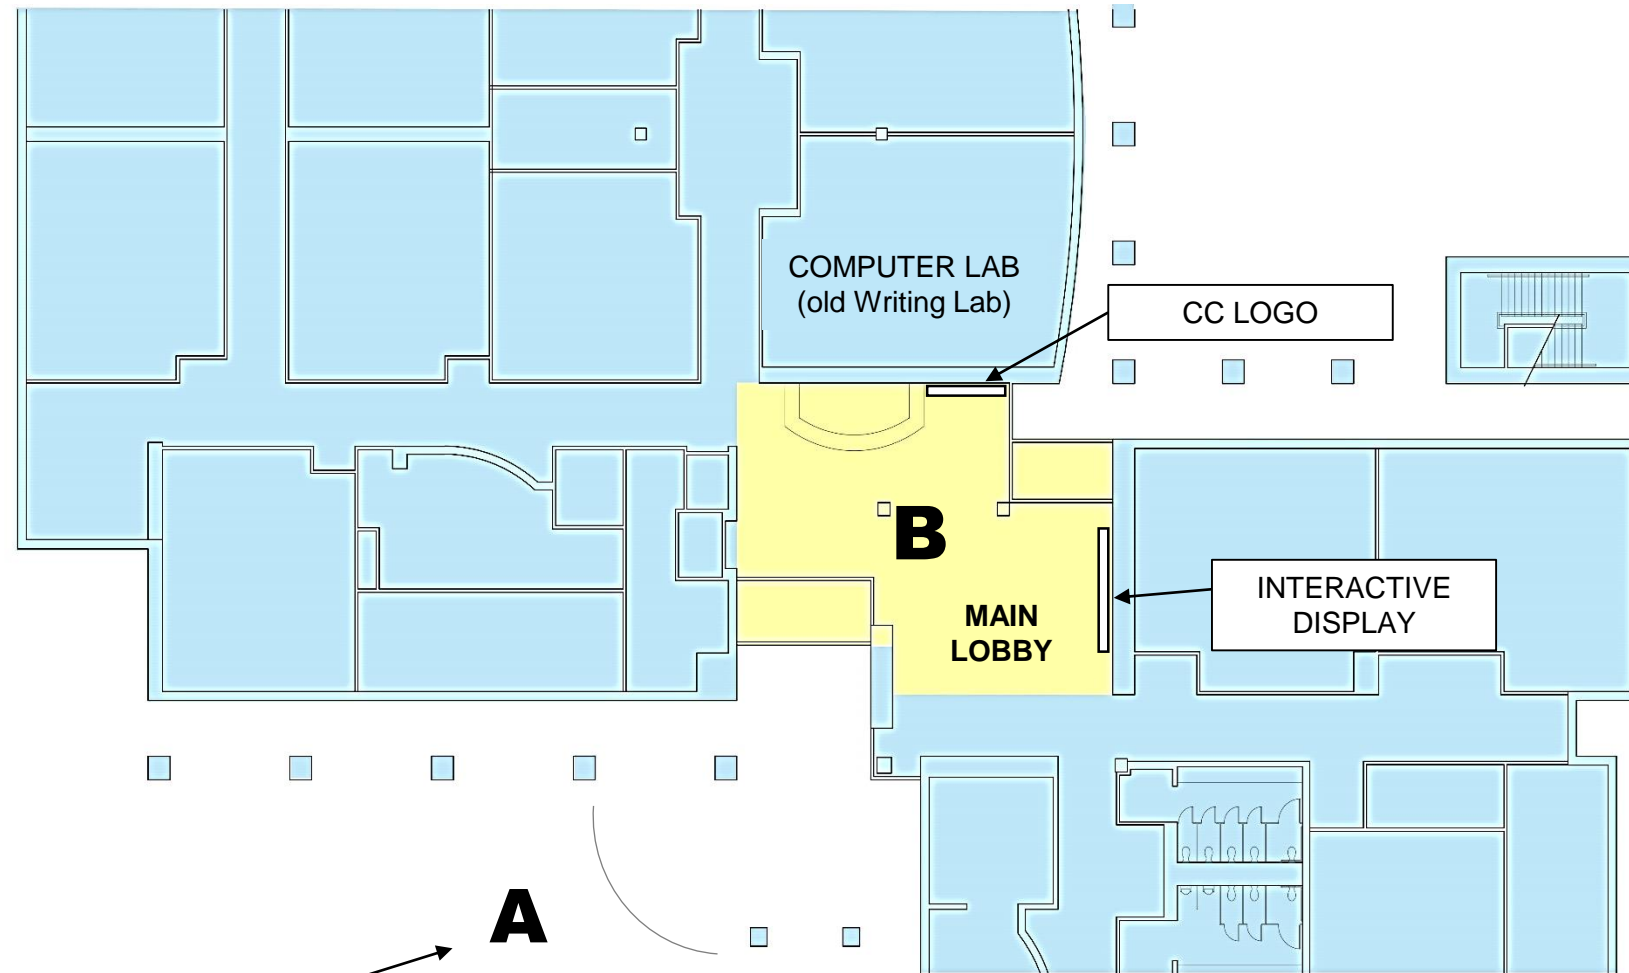 COMPUTER LAB
(old Writing Lab)
CC LOGO
B
INTERACTIVE
DISPLAY
MAIN
LOBBY
A